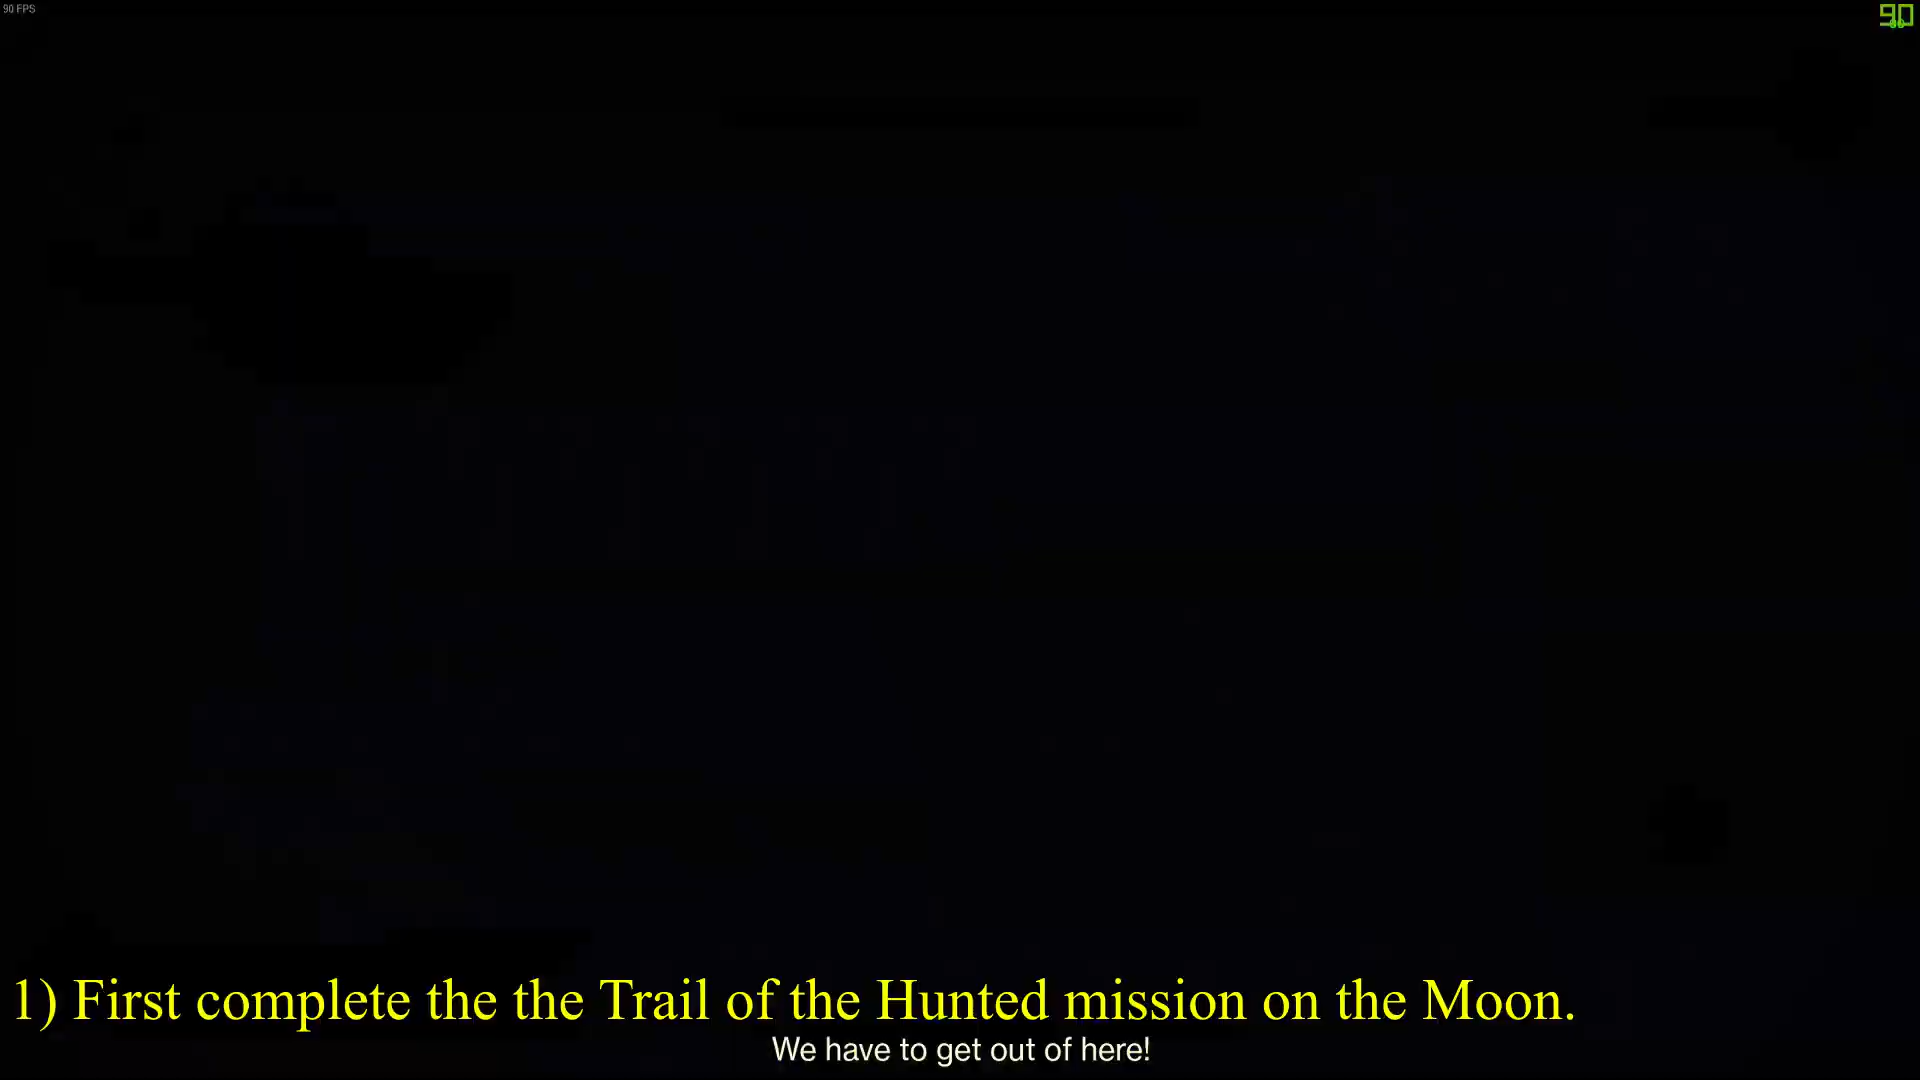 90 FPS
90
1) First complete the the Trail of the Hunted mission on the Moon.
We have to get out of here!